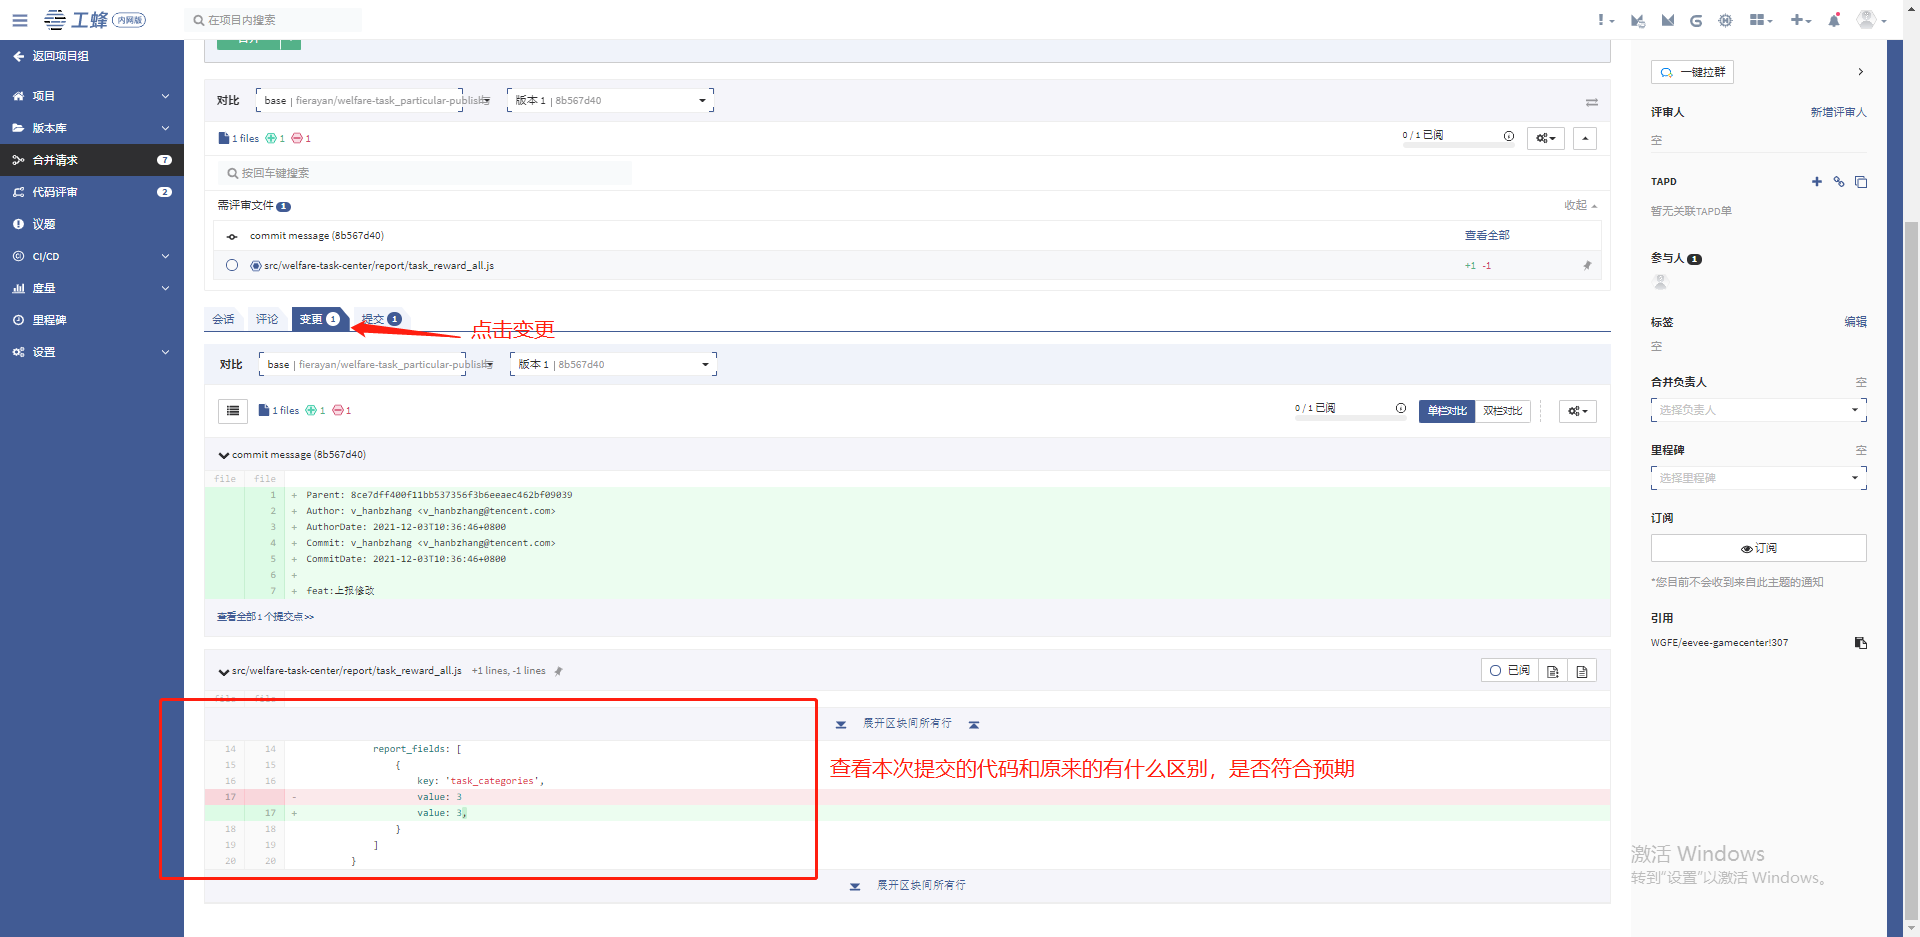 工蜂 内网版
在项目内搜索
返回项目组
项目
版本库
合并请求 7
代码评审 2
议题
CI/CD
度量
里程碑
设置
对比 base | fierayan/welfare-task_particular-publish 版本 1 | 8b567d40
1 files 1 1
0 / 1 已阅
按回车键搜索
需评审文件 1
收起
commit message (8b567d40)
查看全部
src/welfare-task-center/report/task_reward_all.js
+1 -1
会话 评论 变更 1 提交 1
点击变更
对比 base | fierayan/welfare-task_particular-publish 版本 1 | 8b567d40
1 files 1 1
0 / 1 已阅
单栏对比 双栏对比
commit message (8b567d40)
file file
1 + Parent: 8ce7dff400f11bb537356f3b6eeaec462bf09039
2 + Author: v_hanbzhang <v_hanbzhang@tencent.com>
3 + AuthorDate: 2021-12-03T10:36:46+0800
4 + Commit: v_hanbzhang <v_hanbzhang@tencent.com>
5 + CommitDate: 2021-12-03T10:36:46+0800
6 +
7 + feat:上报修改
查看全部 1 个提交点>>
src/welfare-task-center/report/task_reward_all.js +1 lines, -1 lines
已阅
file file
展开区块间所有行
14 14 report_fields: [
15 15 {
16 16 key: 'task_categories',
17 - value: 3
17 + value: 3,
18 18 }
19 19 ]
20 20 }
查看本次提交的代码和原来的有什么区别，是否符合预期
展开区块间所有行
一键拉群
评审人 新增评审人
空
TAPD
暂无关联TAPD单
参与人 1
标签 编辑
空
合并负责人 空
选择负责人
里程碑 空
选择里程碑
订阅
订阅
*您目前不会收到来自此主题的通知
引用
WGFE/eevee-gamecenter!307
激活 Windows
转到"设置"以激活 Windows。